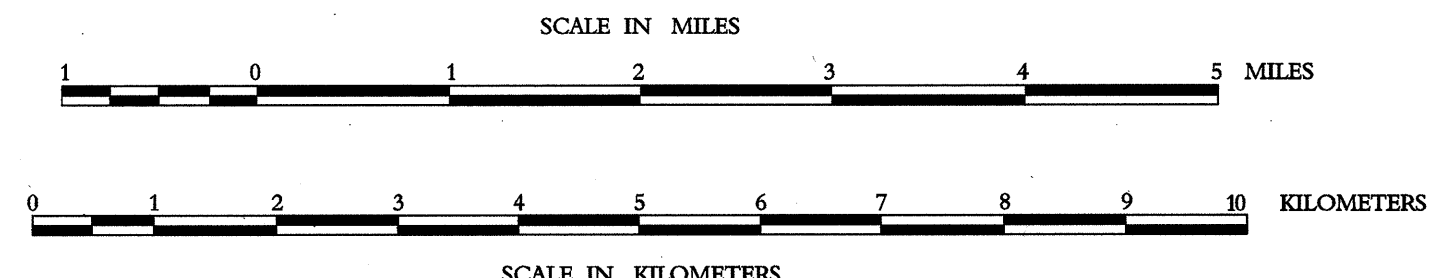 SCALE IN MILES
1 0 1 2 3 4 5 MILES
0 1 2 3 4 5 6 7 8 9 10 KILOMETERS
SCALE IN KILOMETERS